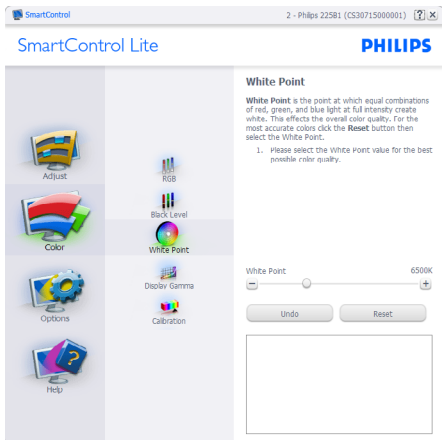 SmartControl
2 - Philips 225B1 (CS30715000001)
SmartControl Lite
PHILIPS
White Point
White Point is the point at which equal combinations
of red, green, and blue light at full intensity create
white. This effects the overall color quality. For the
most accurate colors click the Reset button then
select the White Point.
1. Please select the White Point value for the best
possible color quality.
Adjust
Color
Options
Help
RGB
Black Level
White Point
Display Gamma
Calibration
White Point 6500K
Undo
Reset